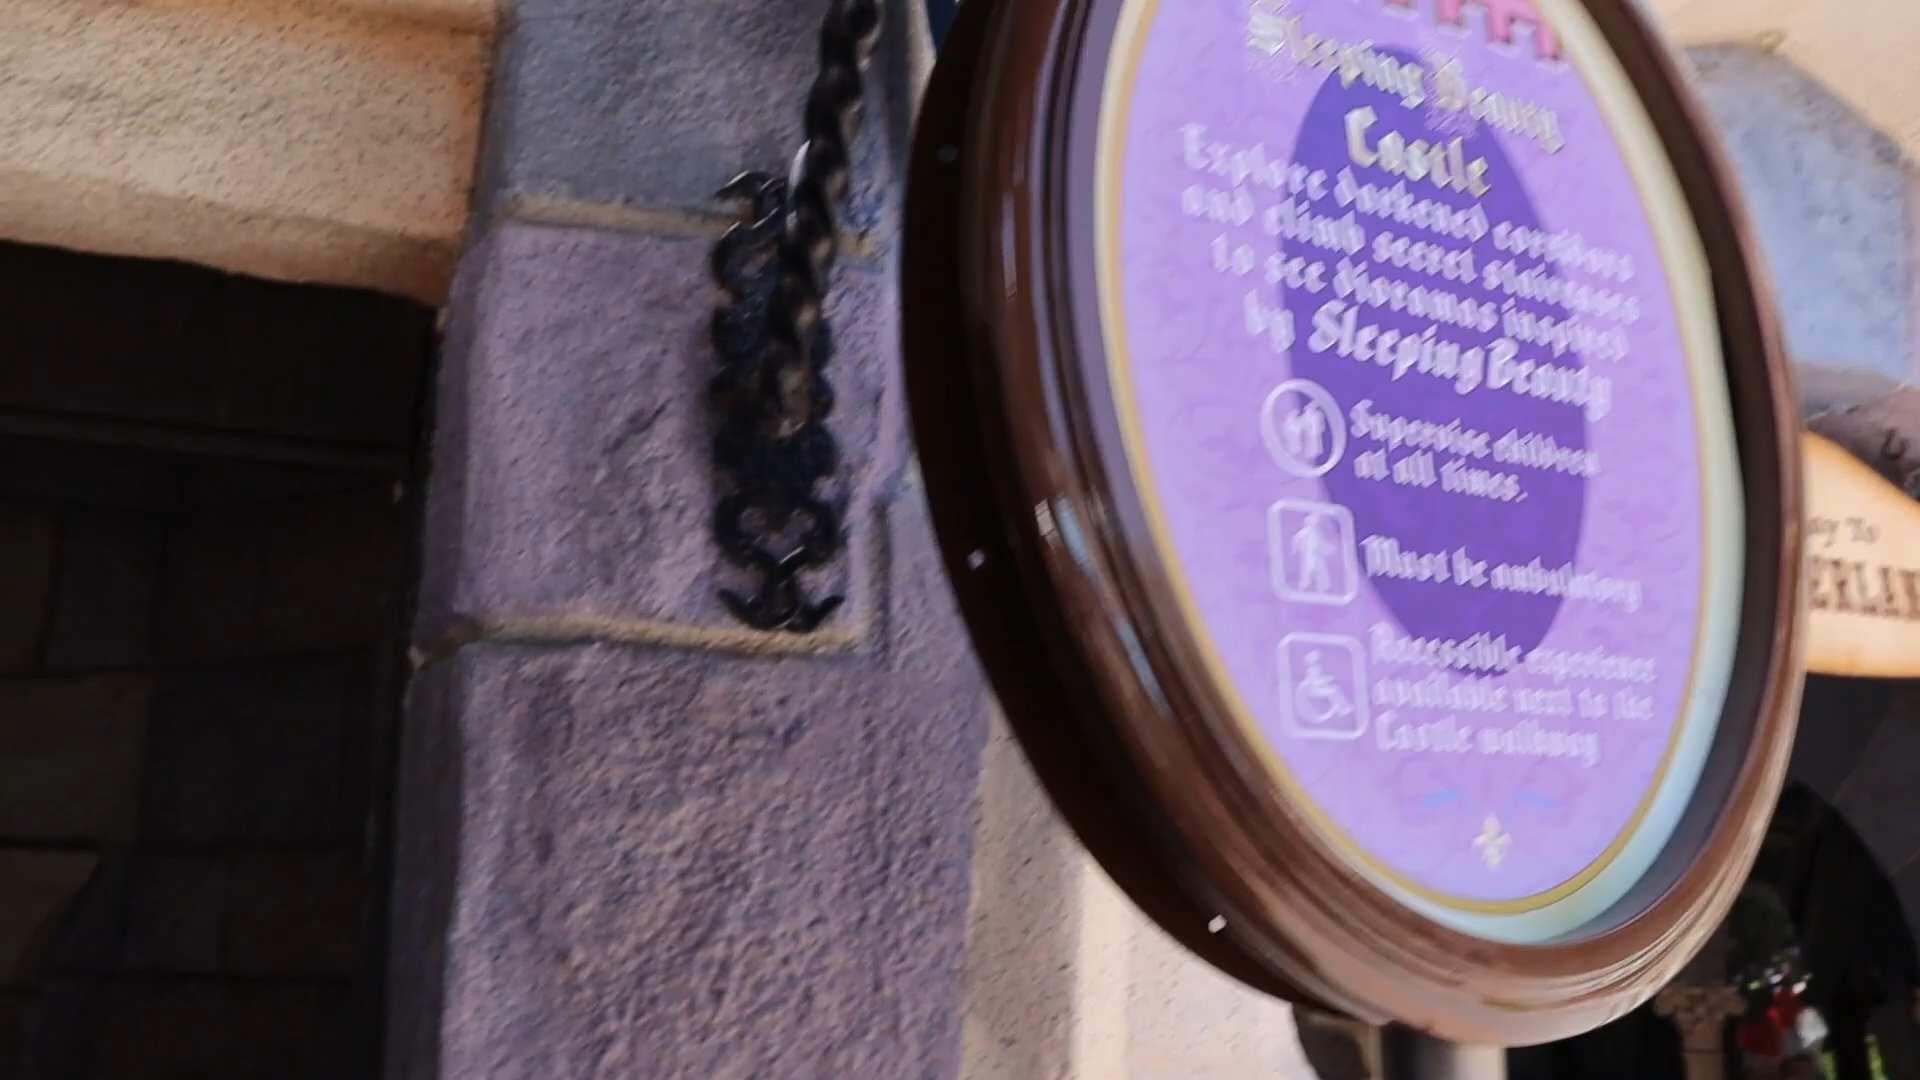 Sleeping Beauty
Castle
Explore darkened corridors
and climb secret staircases
to see dioramas inspired
by Sleeping Beauty
Supervise children
at all times.
Must be ambulatory
Accessible experience
available next to the
Castle walkway
To